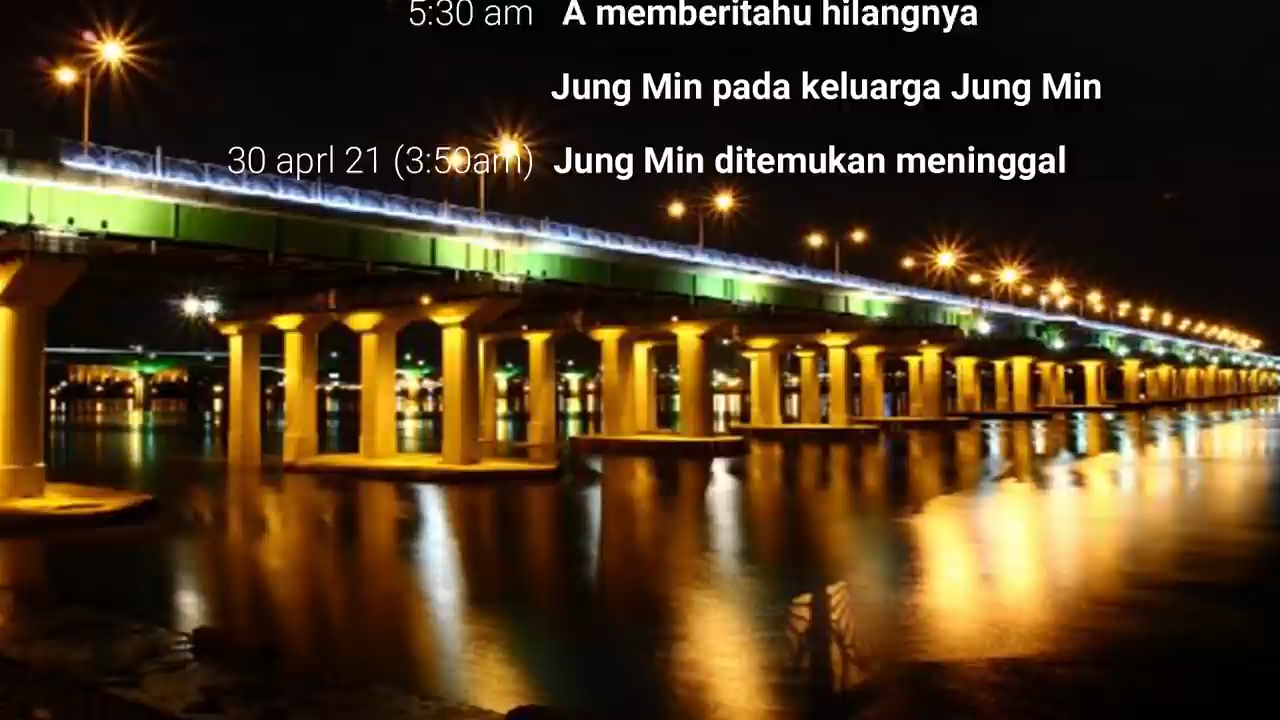 5:30 am A memberitahu hilangnya
Jung Min pada keluarga Jung Min
30 aprl 21 (3:50am) Jung Min ditemukan meninggal